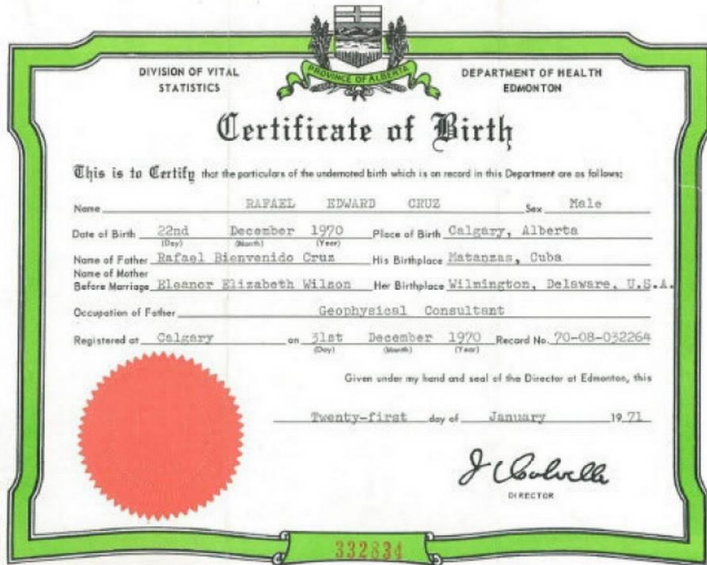 PROVINCE OF ALBERTA
DIVISION OF VITAL STATISTICS
DEPARTMENT OF HEALTH EDMONTON
Certificate of Birth
This is to Certify that the particulars of the undernoted birth which is on record in this Department are as follows:
Name RAFAEL EDWARD CRUZ Sex Male
Date of Birth 22nd December 1970 Place of Birth Calgary, Alberta
(Day) (Month) (Year)
Name of Father Rafael Bienvenido Cruz His Birthplace Matanzas, Cuba
Name of Mother
Before Marriage Eleanor Elizabeth Wilson Her Birthplace Wilmington, Delaware, U.S.A.
Occupation of Father Geophysical Consultant
Registered at Calgary on 31st December 1970 Record No. 70-08-032264
(Day) (Month) (Year)
Given under my hand and seal of the Director at Edmonton, this
Twenty-first day of January 1971
DIRECTOR
332834